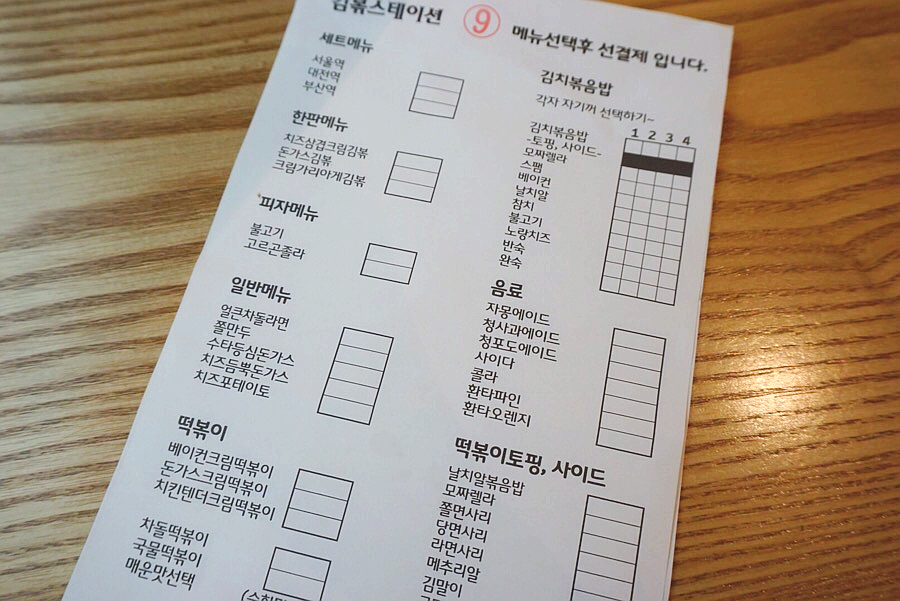 김볶스테이션
9
메뉴선택후 선결제 입니다.
세트메뉴
서울역
대전역
부산역
한판메뉴
치즈삼겹크림김볶
돈가스김볶
크림가라아게김볶
피자메뉴
불고기
고르곤졸라
일반메뉴
얼큰차돌라면
쫄만두
수타등심돈가스
치즈듬뿍돈가스
치즈포테이토
떡볶이
베이컨크림떡볶이
돈가스크림떡볶이
치킨텐더크림떡볶이
차돌떡볶이
국물떡볶이
매운맛선택
김치볶음밥
각자 자기꺼 선택하기~
1 2 3 4
김치볶음밥
-토핑, 사이드-
모짜렐라
스팸
베이컨
날치알
참치
불고기
노랑치즈
반숙
완숙
음료
자몽에이드
청사과에이드
청포도에이드
사이다
콜라
환타파인
환타오렌지
떡볶이토핑, 사이드
날치알볶음밥
모짜렐라
쫄면사리
당면사리
라면사리
메추리알
김말이